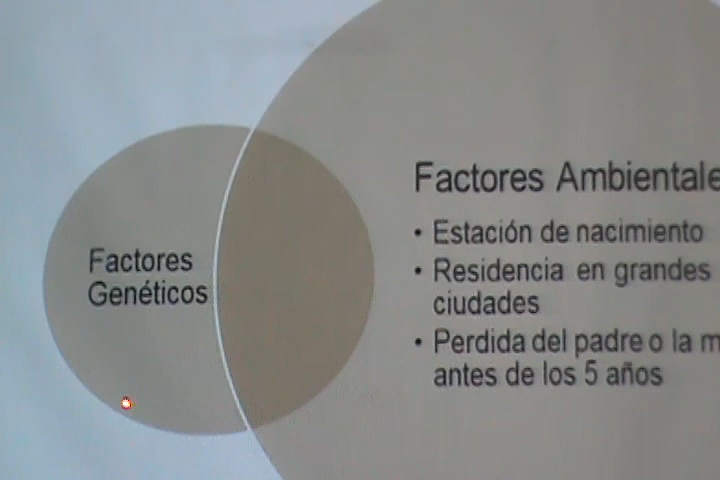 Factores
Genéticos
Factores Ambientale
• Estación de nacimiento
• Residencia en grandes
ciudades
• Perdida del padre o la m
antes de los 5 años